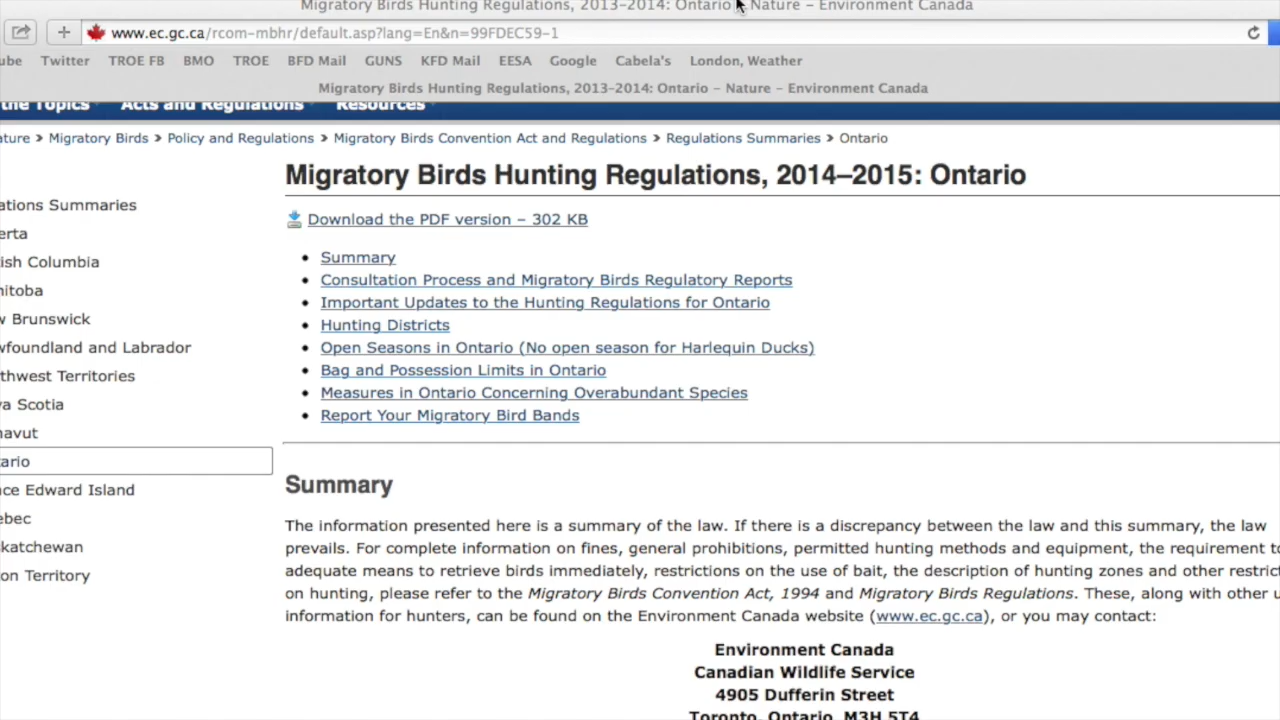 Migratory Birds Hunting Regulations, 2013–2014: Ontario – Nature – Environment Canada
www.ec.gc.ca/rcom-mbhr/default.asp?lang=En&n=99FDEC59-1
ube Twitter TROE FB BMO TROE BFD Mail GUNS KFD Mail EESA Google Cabela's London, Weather
Migratory Birds Hunting Regulations, 2013–2014: Ontario – Nature – Environment Canada
the Topics Acts and Regulations Resources
ature > Migratory Birds > Policy and Regulations > Migratory Birds Convention Act and Regulations > Regulations Summaries > Ontario
Migratory Birds Hunting Regulations, 2014–2015: Ontario
ations Summaries
Download the PDF version – 302 KB
erta
Summary
ish Columbia
Consultation Process and Migratory Birds Regulatory Reports
nitoba
Important Updates to the Hunting Regulations for Ontario
w Brunswick
Hunting Districts
wfoundland and Labrador
Open Seasons in Ontario (No open season for Harlequin Ducks)
thwest Territories
Bag and Possession Limits in Ontario
va Scotia
Measures in Ontario Concerning Overabundant Species
navut
Report Your Migratory Bird Bands
ario
nce Edward Island
Summary
ebec
The information presented here is a summary of the law. If there is a discrepancy between the law and this summary, the law
katchewan
prevails. For complete information on fines, general prohibitions, permitted hunting methods and equipment, the requirement to
on Territory
adequate means to retrieve birds immediately, restrictions on the use of bait, the description of hunting zones and other restric
on hunting, please refer to the Migratory Birds Convention Act, 1994 and Migratory Birds Regulations. These, along with other u
information for hunters, can be found on the Environment Canada website (www.ec.gc.ca), or you may contact:
Environment Canada
Canadian Wildlife Service
4905 Dufferin Street
Toronto, Ontario, M3H 5T4